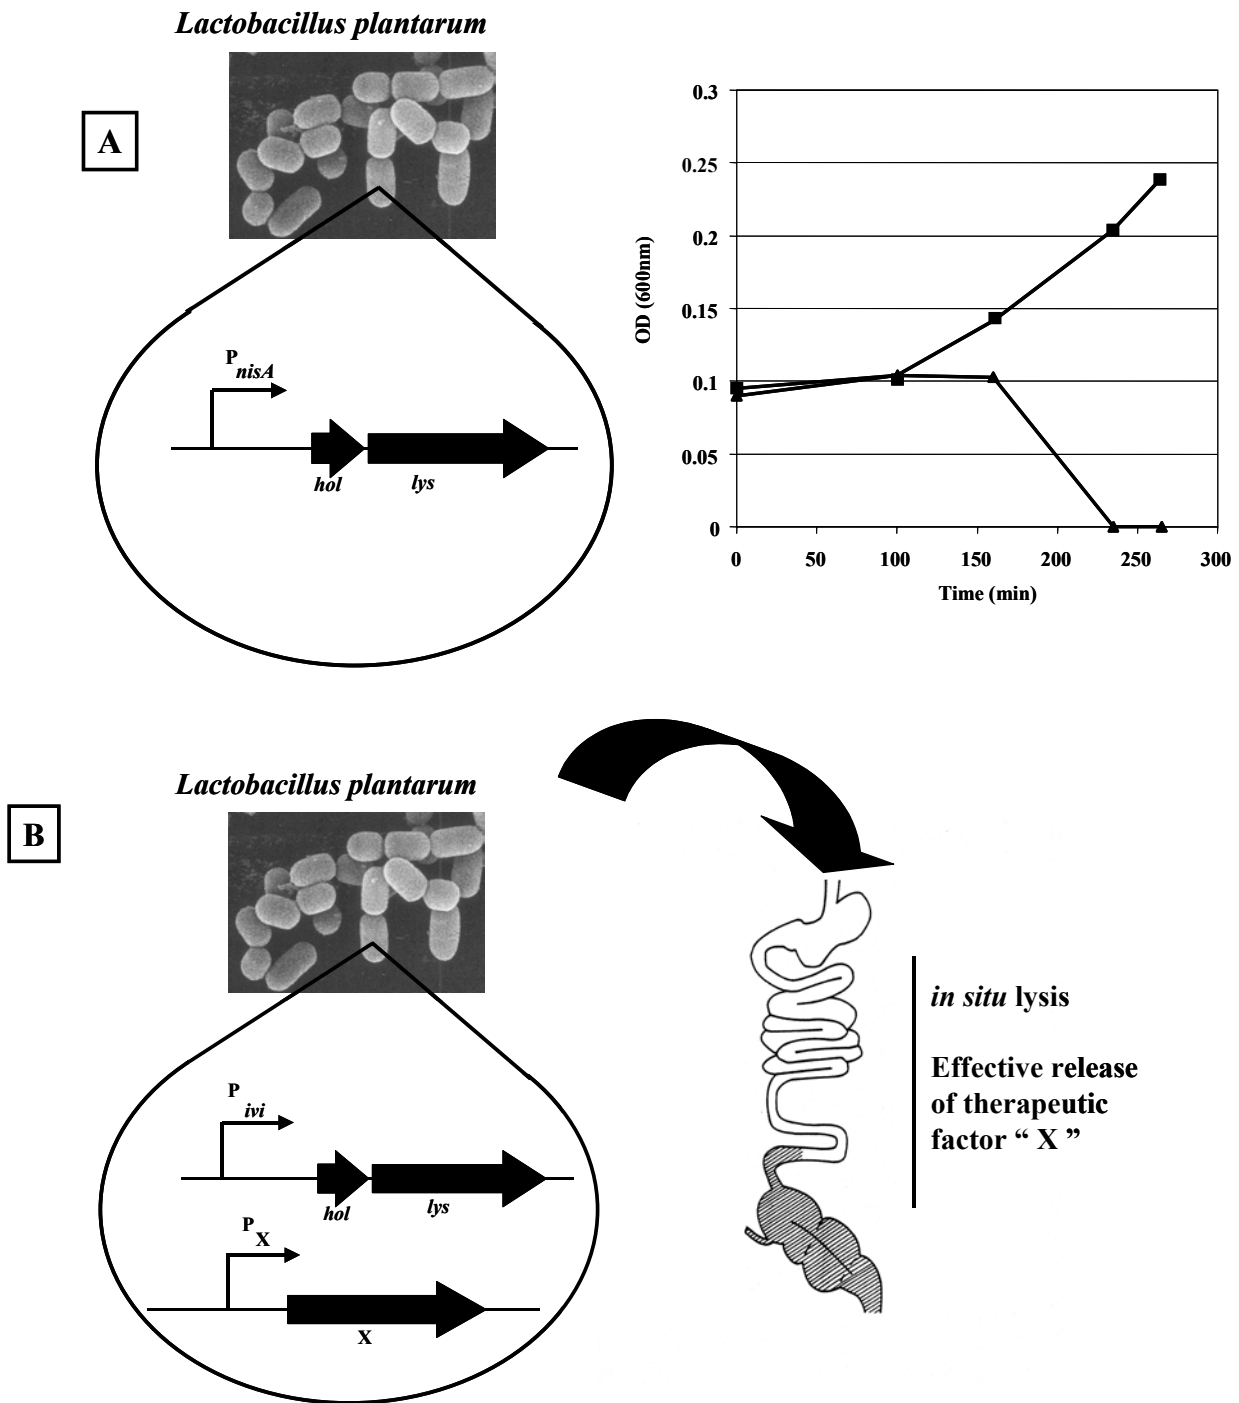 Lactobacillus plantarum
A
P
nisA
hol
lys
0.3
0.25
0.2
0.15
0.1
0.05
0
OD (600nm)
0 50 100 150 200 250 300
Time (min)
Lactobacillus plantarum
B
P
ivi
hol
lys
P
X
X
in situ lysis
Effective release
of therapeutic
factor “ X ”